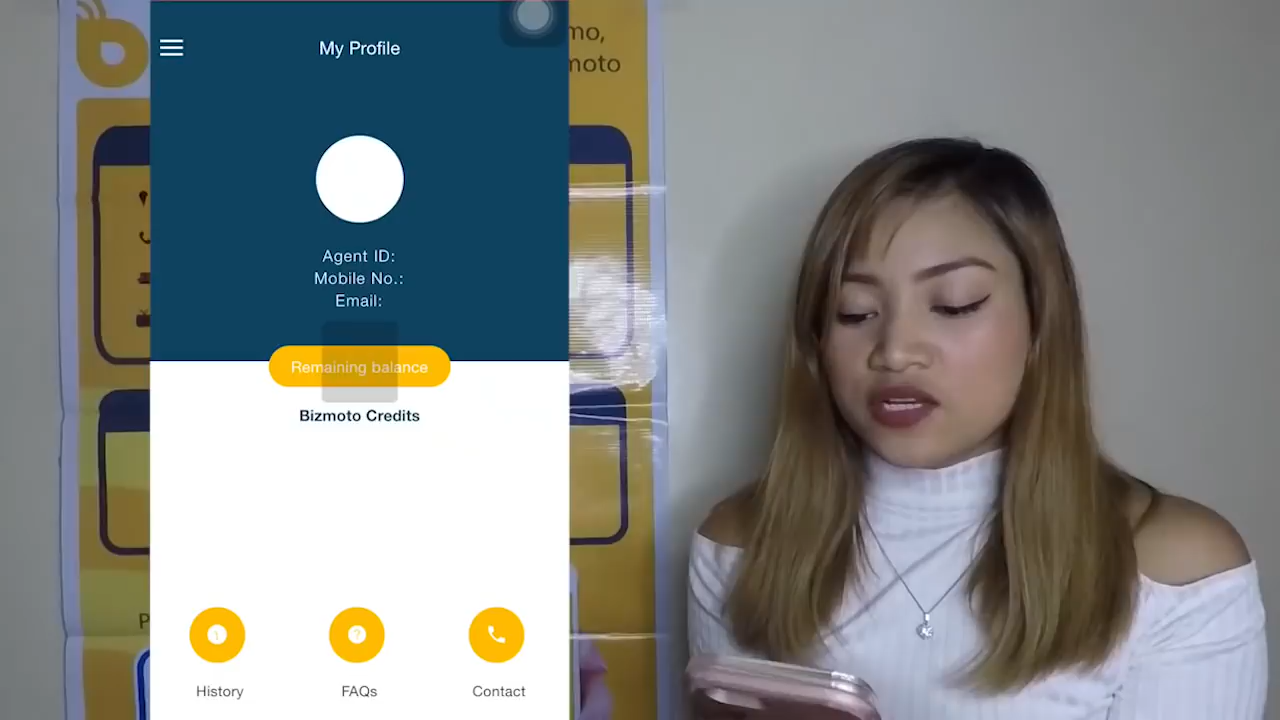 My Profile
mo,
moto
Agent ID:
Mobile No.:
Email:
Remaining balance
Bizmoto Credits
History
FAQs
Contact